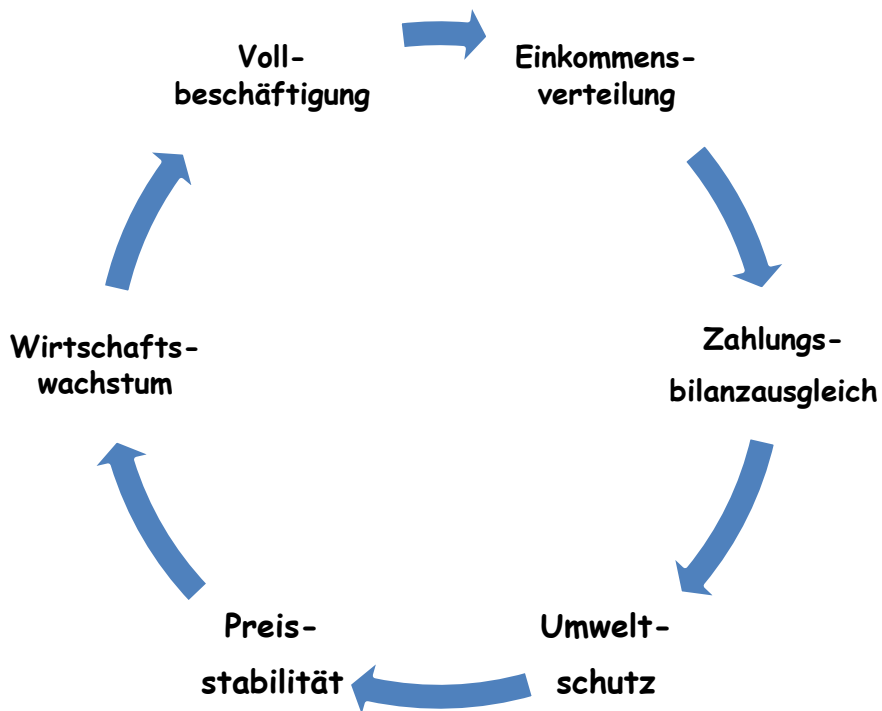 Voll-
beschäftigung
Einkommens-
verteilung
Zahlungs-
bilanzausgleich
Umwelt-
schutz
Preis-
stabilität
Wirtschafts-
wachstum